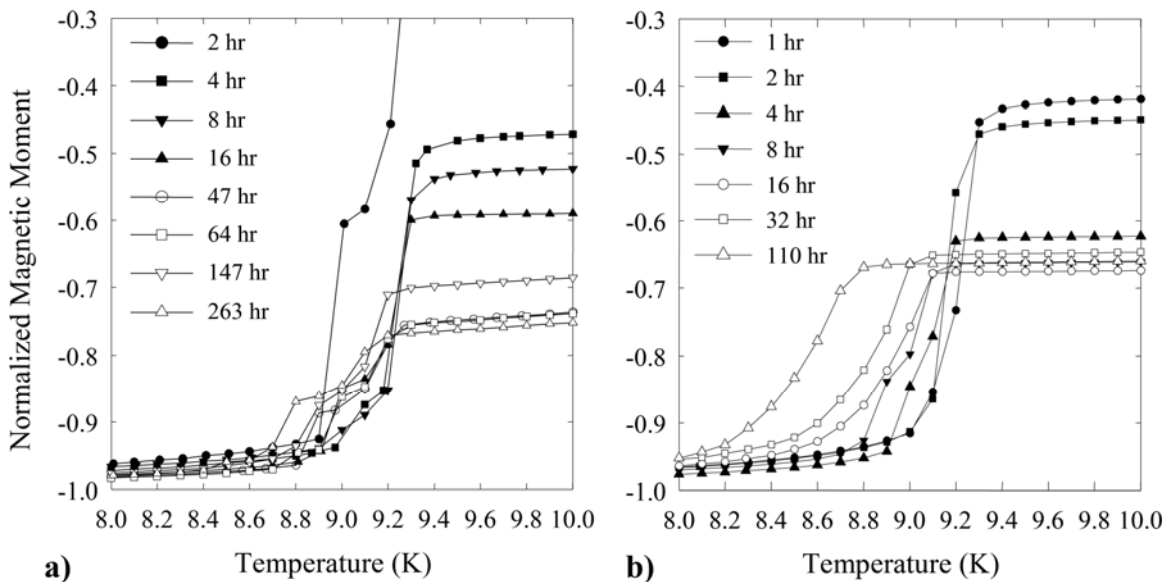 Normalized Magnetic Moment
-0.3
-0.4
-0.5
-0.6
-0.7
-0.8
-0.9
-1.0
2 hr
4 hr
8 hr
16 hr
47 hr
64 hr
147 hr
263 hr
8.0 8.2 8.4 8.6 8.8 9.0 9.2 9.4 9.6 9.8 10.0
a) Temperature (K)
-0.3
-0.4
-0.5
-0.6
-0.7
-0.8
-0.9
-1.0
1 hr
2 hr
4 hr
8 hr
16 hr
32 hr
110 hr
8.0 8.2 8.4 8.6 8.8 9.0 9.2 9.4 9.6 9.8 10.0
b) Temperature (K)